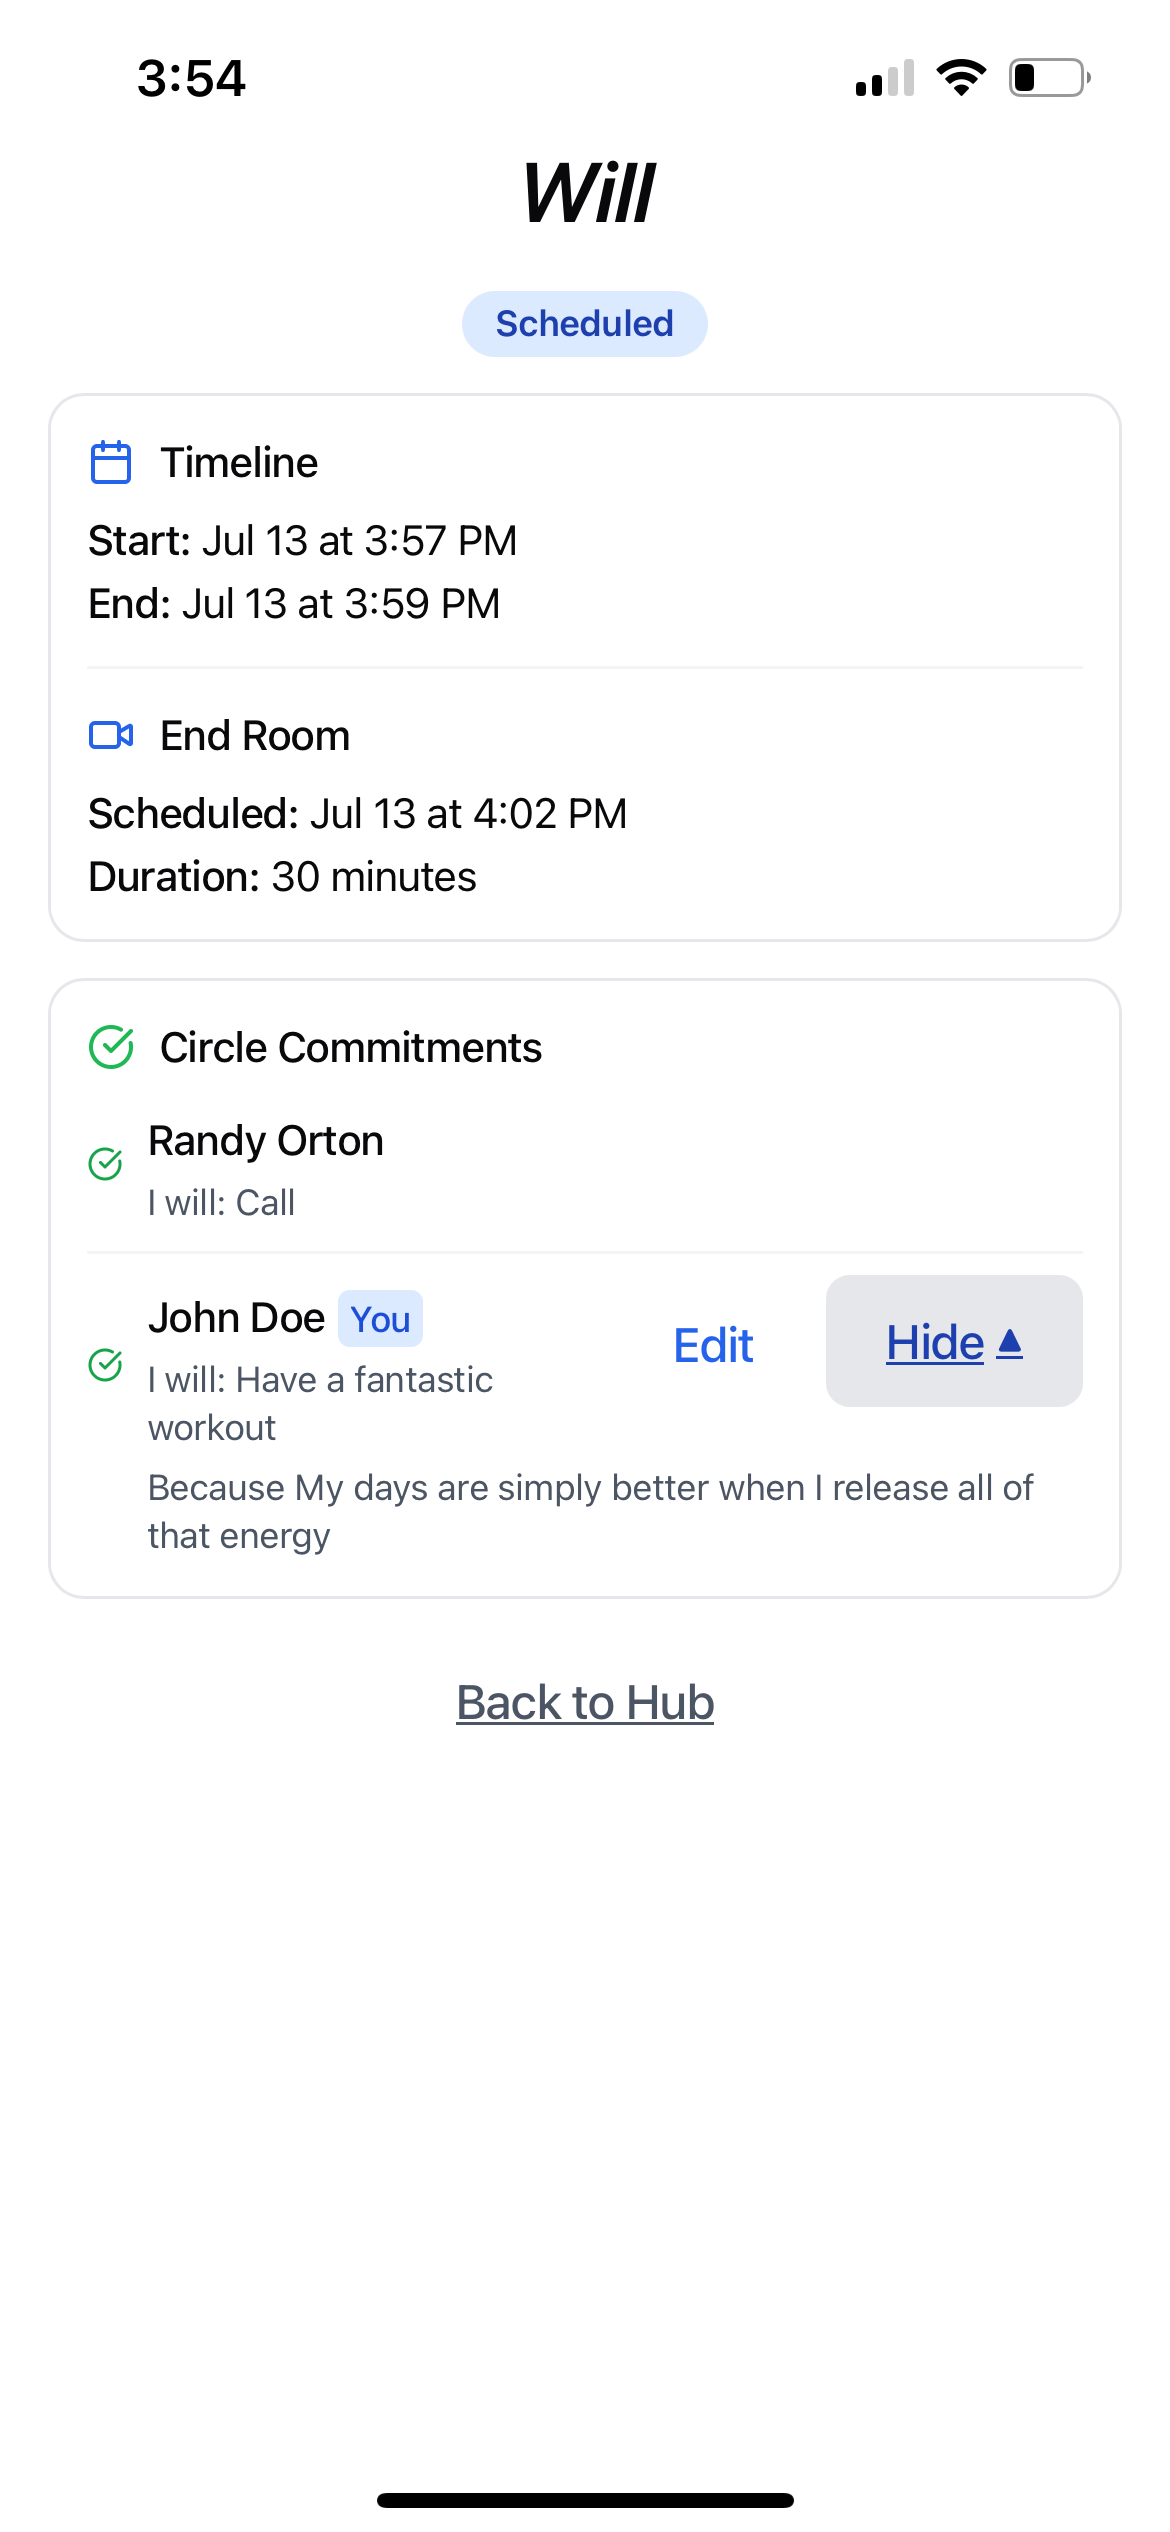 3:54
Will
Scheduled
Timeline
Start: Jul 13 at 3:57 PM
End: Jul 13 at 3:59 PM
End Room
Scheduled: Jul 13 at 4:02 PM
Duration: 30 minutes
Circle Commitments
Randy Orton
I will: Call
John Doe You
Edit
Hide ▲
I will: Have a fantastic
workout
Because My days are simply better when I release all of
that energy
Back to Hub